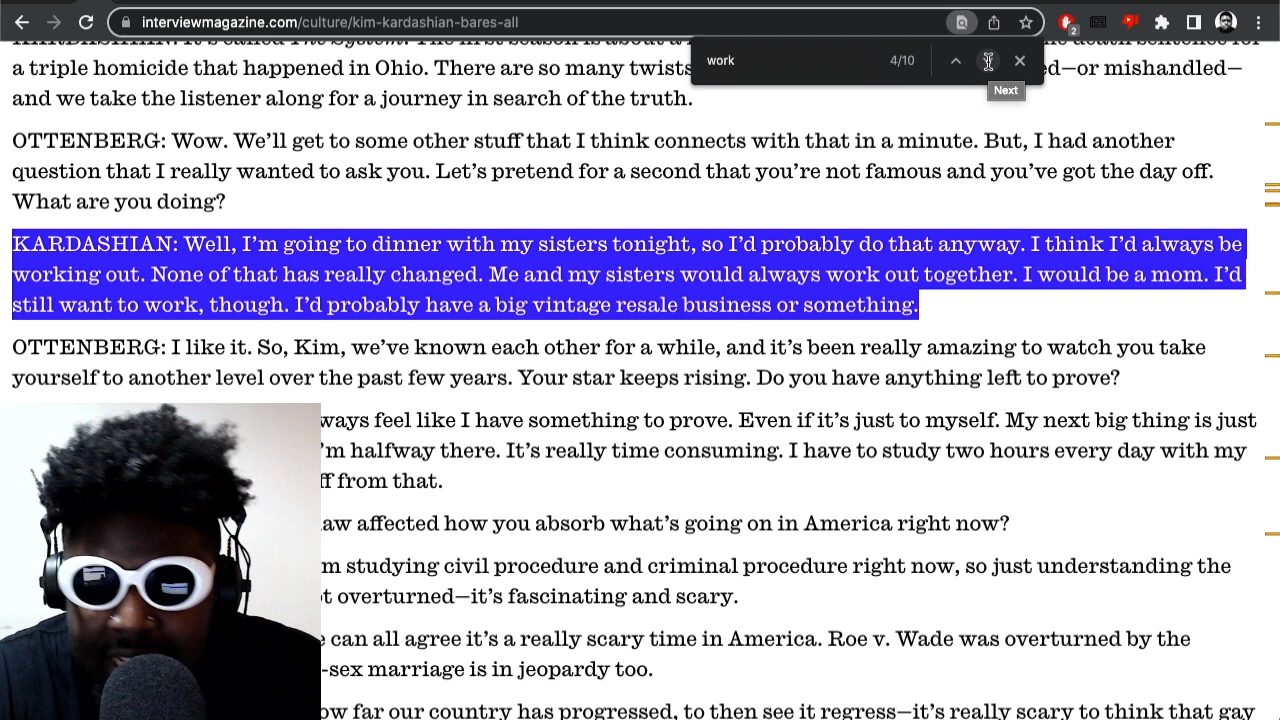 interviewmagazine.com/culture/kim-kardashian-bares-all
2
work 4/10
Next
KARDASHIAN: It's called The System. The first season is about a
a triple homicide that happened in Ohio. There are so many twists
ed—or mishandled—
and we take the listener along for a journey in search of the truth.
OTTENBERG: Wow. We'll get to some other stuff that I think connects with that in a minute. But, I had another
question that I really wanted to ask you. Let's pretend for a second that you're not famous and you've got the day off.
What are you doing?
KARDASHIAN: Well, I'm going to dinner with my sisters tonight, so I'd probably do that anyway. I think I'd always be
working out. None of that has really changed. Me and my sisters would always work out together. I would be a mom. I'd
still want to work, though. I'd probably have a big vintage resale business or something.
OTTENBERG: I like it. So, Kim, we've known each other for a while, and it's been really amazing to watch you take
yourself to another level over the past few years. Your star keeps rising. Do you have anything left to prove?
ways feel like I have something to prove. Even if it's just to myself. My next big thing is just
'm halfway there. It's really time consuming. I have to study two hours every day with my
ff from that.
law affected how you absorb what's going on in America right now?
m studying civil procedure and criminal procedure right now, so just understanding the
t overturned—it's fascinating and scary.
e can all agree it's a really scary time in America. Roe v. Wade was overturned by the
-sex marriage is in jeopardy too.
ow far our country has progressed, to then see it regress—it's really scary to think that gay